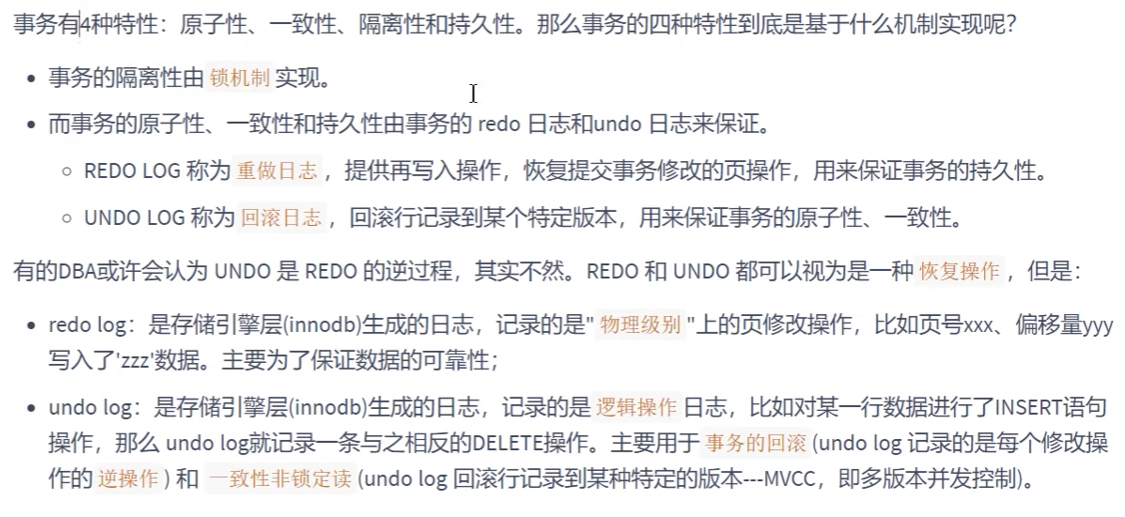 事务有4种特性：原子性、一致性、隔离性和持久性。那么事务的四种特性到底是基于什么机制实现呢？
事务的隔离性由 锁机制 实现。
而事务的原子性、一致性和持久性由事务的 redo 日志和undo 日志来保证。
REDO LOG 称为 重做日志 ，提供再写入操作，恢复提交事务修改的页操作，用来保证事务的持久性。
UNDO LOG 称为 回滚日志 ，回滚行记录到某个特定版本，用来保证事务的原子性、一致性。
有的DBA或许会认为 UNDO 是 REDO 的逆过程，其实不然。REDO 和 UNDO 都可以视为是一种 恢复操作 ，但是：
redo log：是存储引擎层(innodb)生成的日志，记录的是" 物理级别 "上的页修改操作，比如页号xxx、偏移量yyy
写入了'zzz'数据。主要为了保证数据的可靠性；
undo log：是存储引擎层(innodb)生成的日志，记录的是 逻辑操作 日志，比如对某一行数据进行了INSERT语句
操作，那么 undo log就记录一条与之相反的DELETE操作。主要用于 事务的回滚 (undo log 记录的是每个修改操
作的 逆操作 ) 和 一致性非锁定读 (undo log 回滚行记录到某种特定的版本---MVCC，即多版本并发控制)。